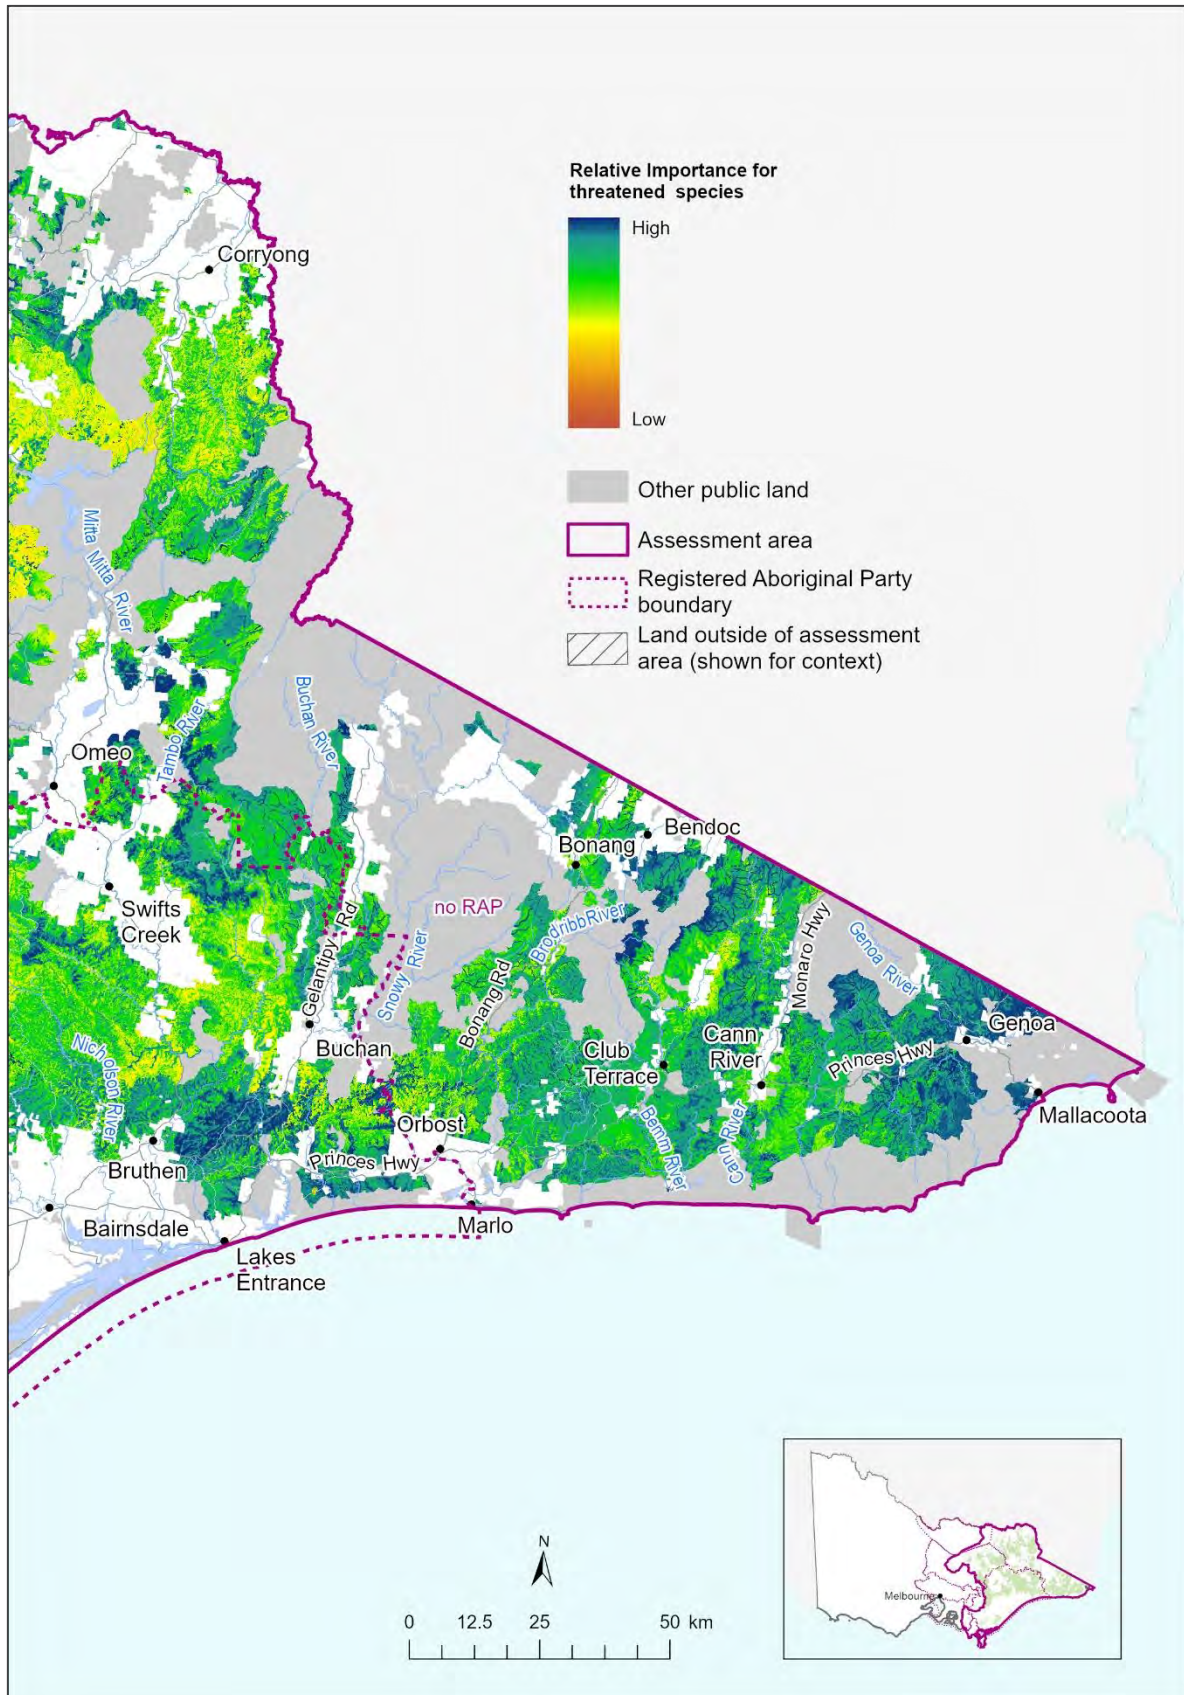 Relative Importance for
threatened species
High
Low
Other public land
Assessment area
Registered Aboriginal Party
boundary
Land outside of assessment
area (shown for context)
Corryong
Mitta Mitta River
Buchan River
Tambo River
Omeo
Bendoc
Bonang
Swifts
Creek
no RAP
BrodribbRiver
Gelantipy Rd
Snowy River
Monaro Hwy
Genoa River
Bonang Rd
Buchan
Nicholson River
Club
Terrace
Cann
River
Princes Hwy
Genoa
Mallacoota
Orbost
Bruthen
Princes Hwy
Bemm River
Cann River
Bairnsdale
Marlo
Lakes
Entrance
N
0 12.5 25 50 km
Melbourne